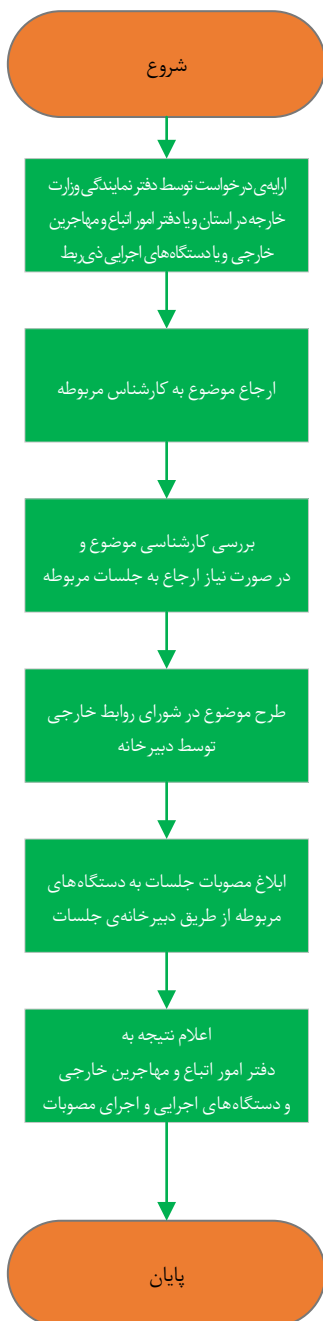 شروع
ارایه‌ی درخواست توسط دفتر نمایندگی وزارت
خارجه در استان و یا دفتر امور اتباع و مهاجرین
خارجی و یا دستگاه‌های اجرایی ذی‌ربط
ارجاع موضوع به کارشناس مربوطه
بررسی کارشناسی موضوع و
در صورت نیاز ارجاع به جلسات مربوطه
طرح موضوع در شورای روابط خارجی
توسط دبیرخانه
ابلاغ مصوبات جلسات به دستگاه‌های
مربوطه از طریق دبیرخانه‌ی جلسات
اعلام نتیجه به
دفتر امور اتباع و مهاجرین خارجی
و دستگاه‌های اجرایی و اجرای مصوبات
پایان